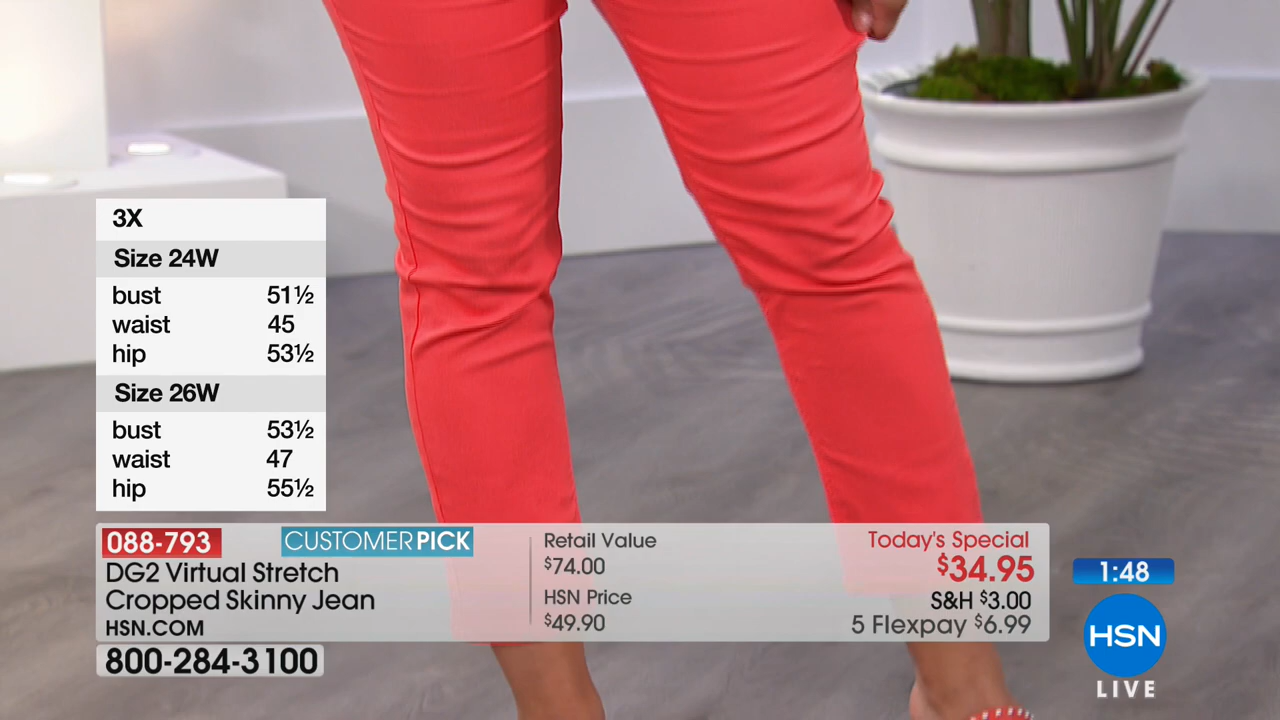 3X
Size 24W
bust 51½
waist 45
hip 53½
Size 26W
bust 53½
waist 47
hip 55½
088-793 CUSTOMERPICK
DG2 Virtual Stretch
Cropped Skinny Jean
HSN.COM
800-284-3100
Retail Value
$74.00
HSN Price
$49.90
Today's Special
$34.95
S&H $3.00
5 Flexpay $6.99
1:48
HSN
LIVE